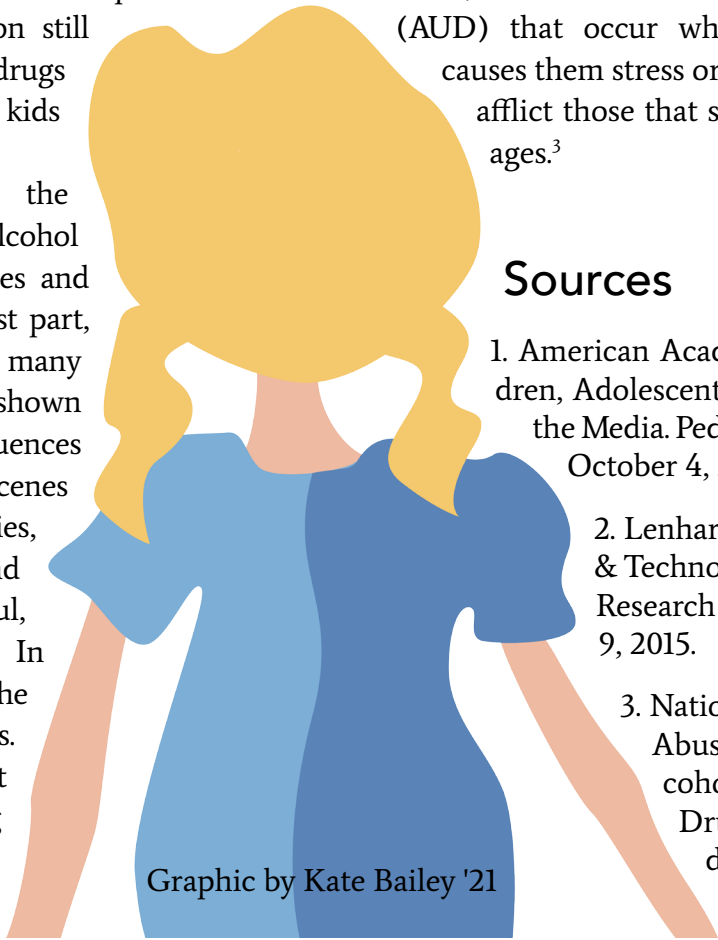 on still
drugs
kids
the
lcohol
es and
st part,
many
shown
uences
cenes
ies,
d
ul,
In
he
s.
t
(AUD) that occur wh
causes them stress or
afflict those that s
ages.³
Sources
1. American Acad
dren, Adolescent
the Media. Ped
October 4,
2. Lenhar
& Techno
Research
9, 2015.
3. Natio
Abus
coho
Dru
d
Graphic by Kate Bailey '21